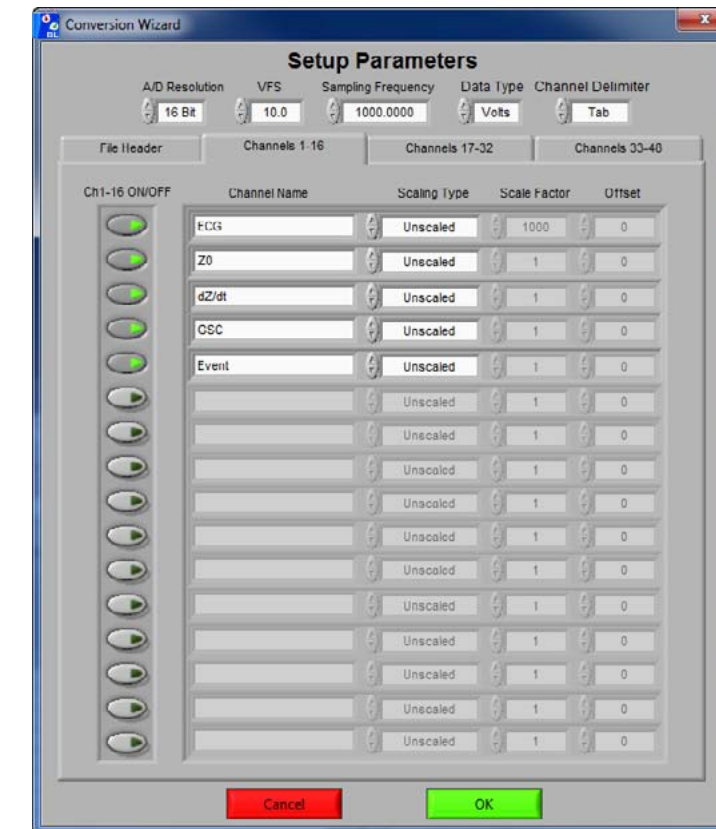 BL Conversion Wizard
Setup Parameters
A/D Resolution VFS Sampling Frequency Data Type Channel Delimiter
16 Bit 10.0 1000.0000 Volts Tab
File Header Channels 1-16 Channels 17-32 Channels 33-40
Ch1-16 ON/OFF Channel Name Scaling Type Scale Factor Offset
ECG Unscaled 1000 0
Z0 Unscaled 1 0
dZ/dt Unscaled 1 0
GSC Unscaled 1 0
Event Unscaled 1 0
Unscaled 1 0
Unscaled 1 0
Unscaled 1 0
Unscaled 1 0
Unscaled 1 0
Unscaled 1 0
Unscaled 1 0
Unscaled 1 0
Unscaled 1 0
Unscaled 1 0
Unscaled 1 0
Cancel OK